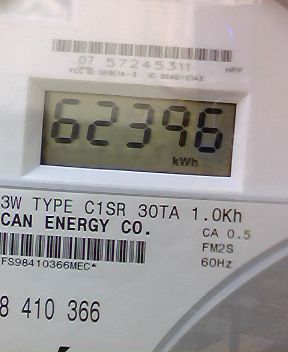 07 57245311
HPP
62396
kWh
3W TYPE C1SR 30TA 1.0Kh
CAN ENERGY CO.
CA 0.5
FM2S
60Hz
FS98410366MEC*
8 410 366